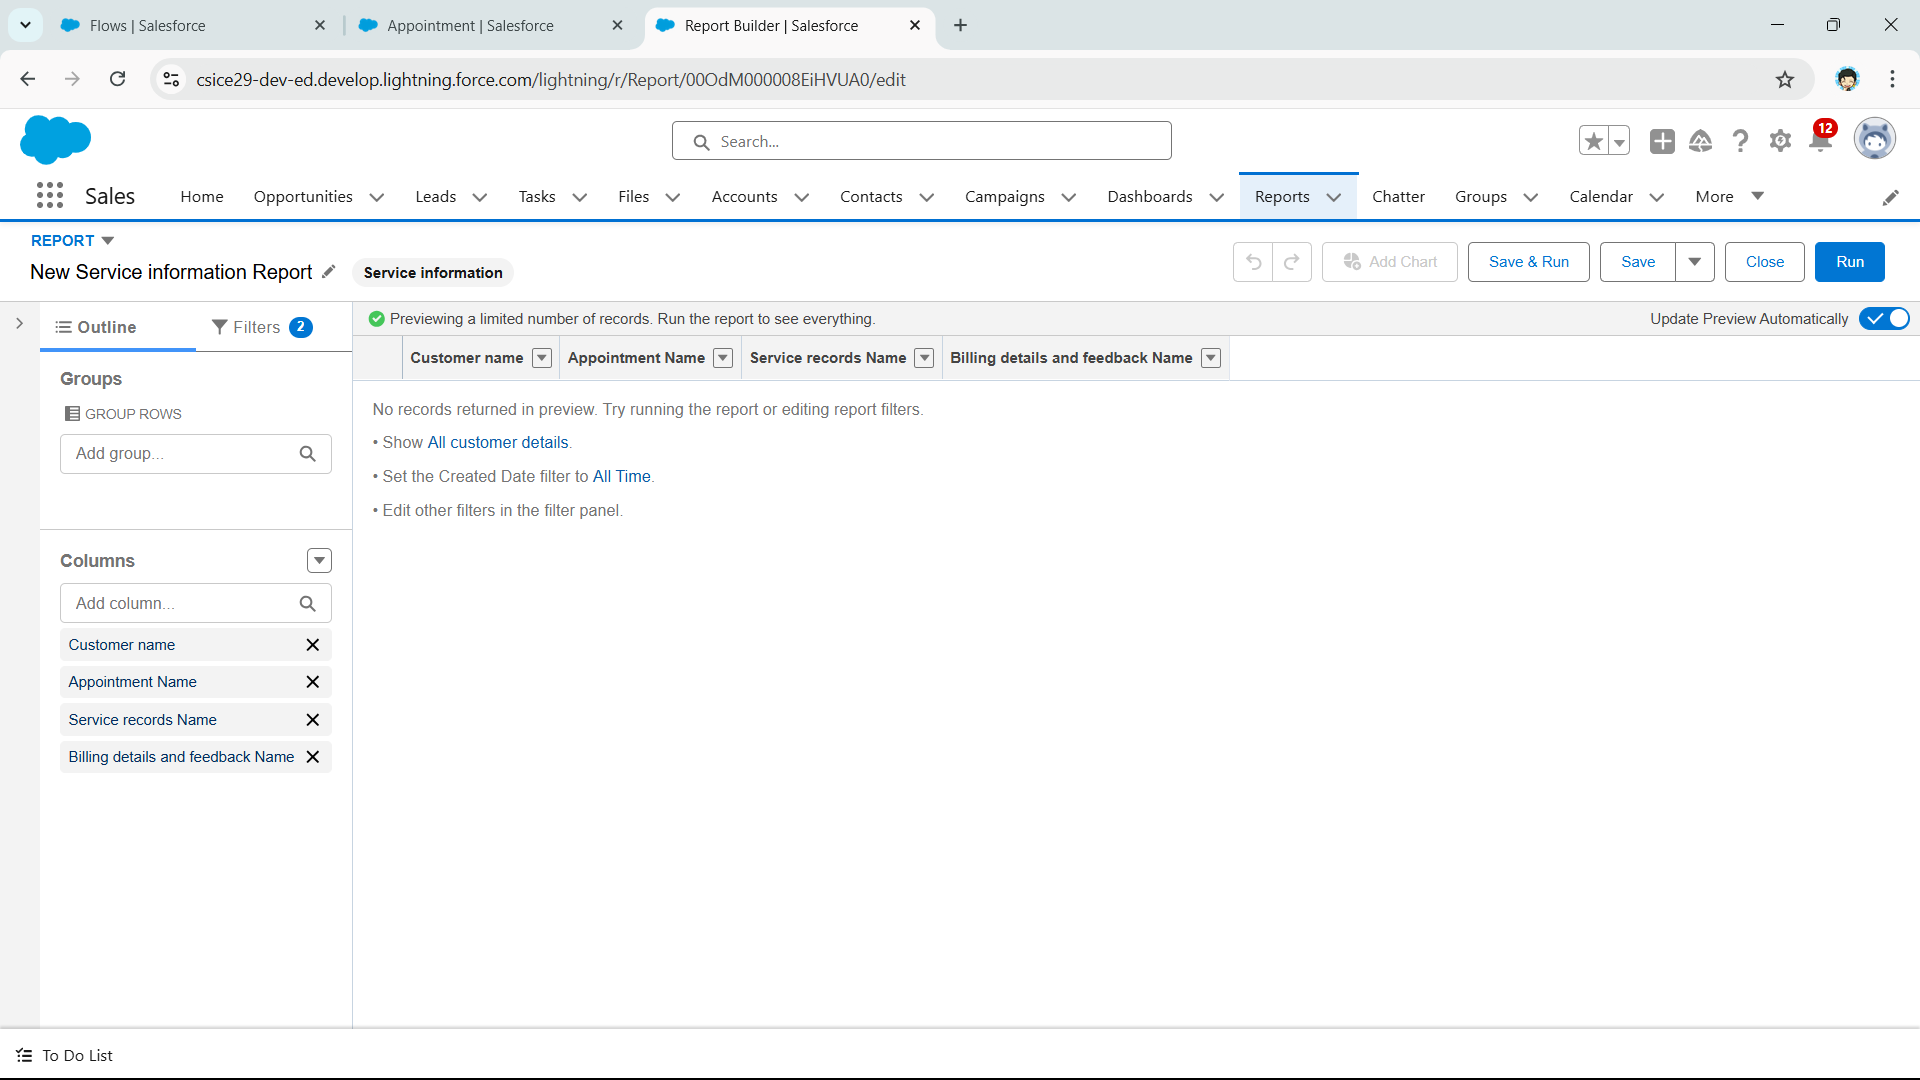 Flows | Salesforce
Appointment | Salesforce
Report Builder | Salesforce
csice29-dev-ed.develop.lightning.force.com/lightning/r/Report/00OdM000008EiHVUA0/edit
Search...
12
Sales
Home
Opportunities
Leads
Tasks
Files
Accounts
Contacts
Campaigns
Dashboards
Reports
Chatter
Groups
Calendar
More
REPORT
New Service information Report
Service information
Add Chart
Save & Run
Save
Close
Run
Outline
Filters 2
Previewing a limited number of records. Run the report to see everything.
Update Preview Automatically
Groups
GROUP ROWS
Add group...
Columns
Add column...
Customer name
Appointment Name
Service records Name
Billing details and feedback Name
Customer name
Appointment Name
Service records Name
Billing details and feedback Name
No records returned in preview. Try running the report or editing report filters.
• Show All customer details.
• Set the Created Date filter to All Time.
• Edit other filters in the filter panel.
To Do List